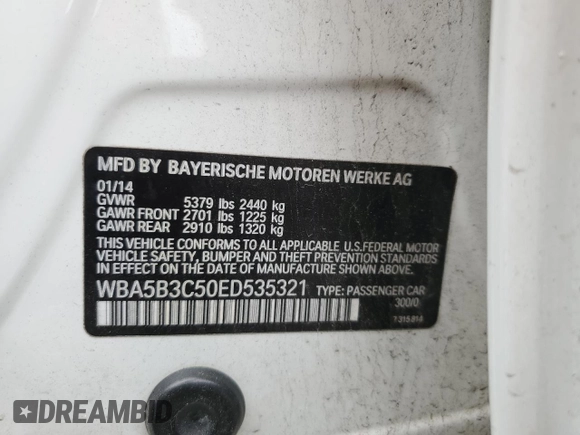 MFD BY BAYERISCHE MOTOREN WERKE AG
01/14
GVWR 5379 lbs 2440 kg
GAWR FRONT 2701 lbs 1225 kg
GAWR REAR 2910 lbs 1320 kg
THIS VEHICLE CONFORMS TO ALL APPLICABLE U.S.FEDERAL MOTOR
VEHICLE SAFETY, BUMPER AND THEFT PREVENTION STANDARDS
IN EFFECT ON THE DATE OF MANUFACTURE SHOWN ABOVE.
WBA5B3C50ED535321 TYPE: PASSENGER CAR
300/0
DREAMBID